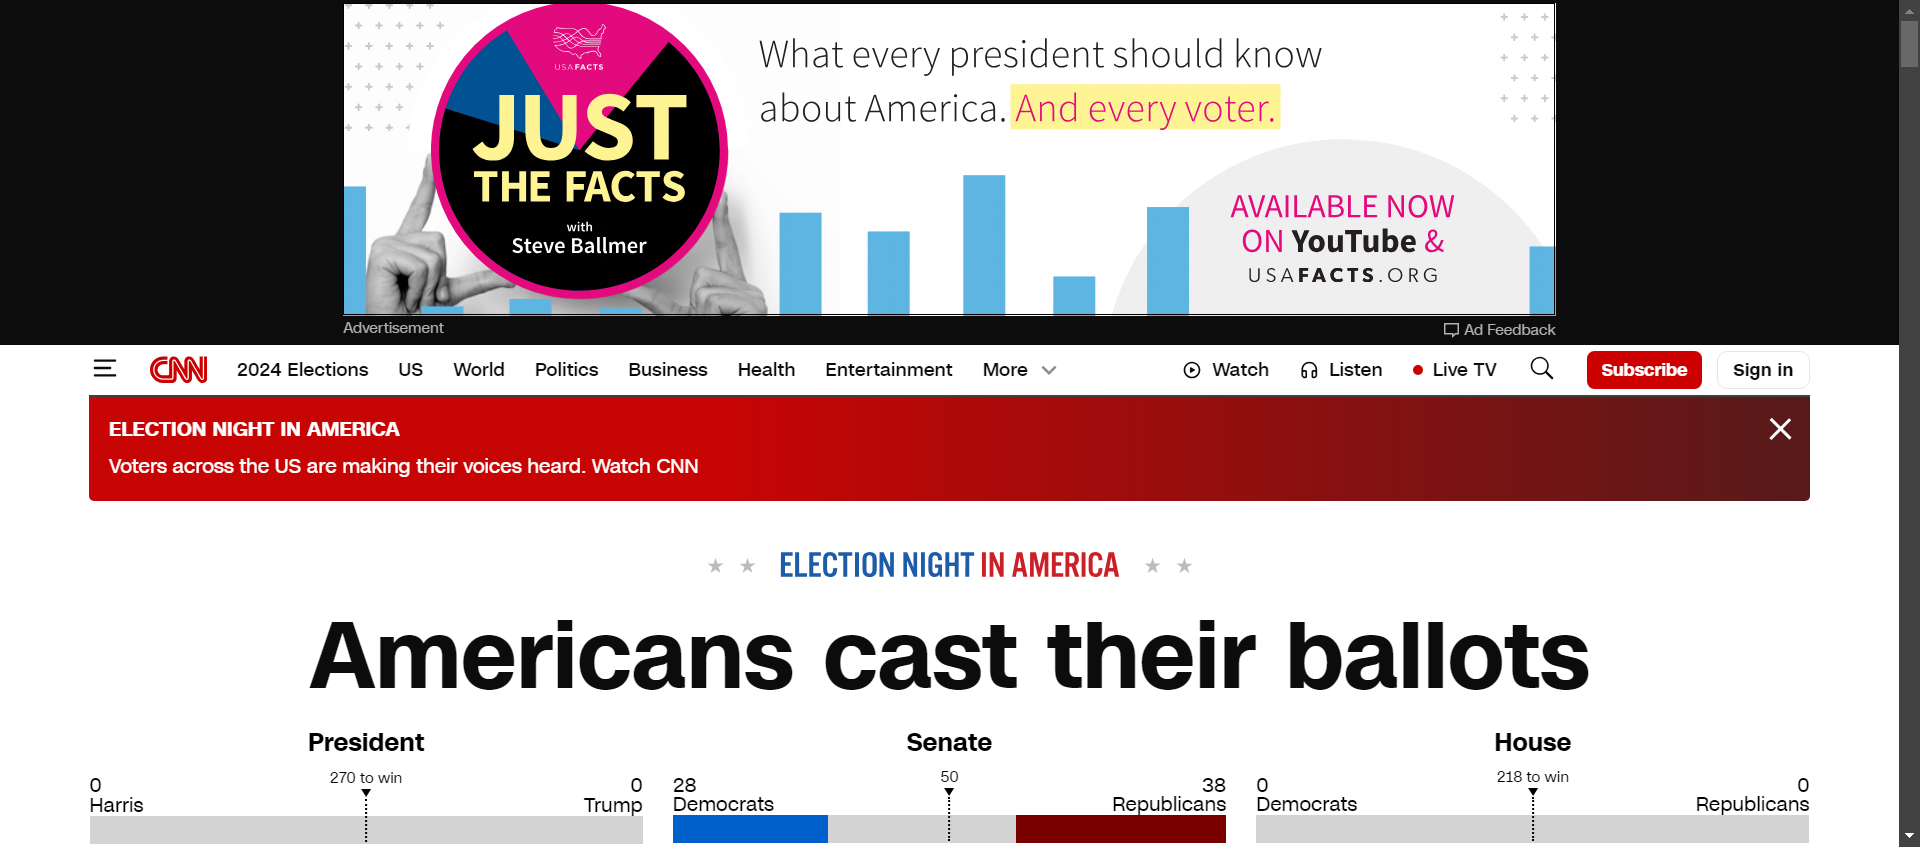 USAFACTS
JUST
THE FACTS
with
Steve Ballmer
What every president should know
about America. And every voter.
AVAILABLE NOW
ON YouTube &
USAFACTS.ORG
Advertisement
Ad Feedback
CNN 2024 Elections US World Politics Business Health Entertainment More Watch Listen Live TV Subscribe Sign in
ELECTION NIGHT IN AMERICA
Voters across the US are making their voices heard. Watch CNN
ELECTION NIGHT IN AMERICA
Americans cast their ballots
President
270 to win
0 0
Harris Trump
Senate
50
28 38
Democrats Republicans
House
218 to win
0 0
Democrats Republicans